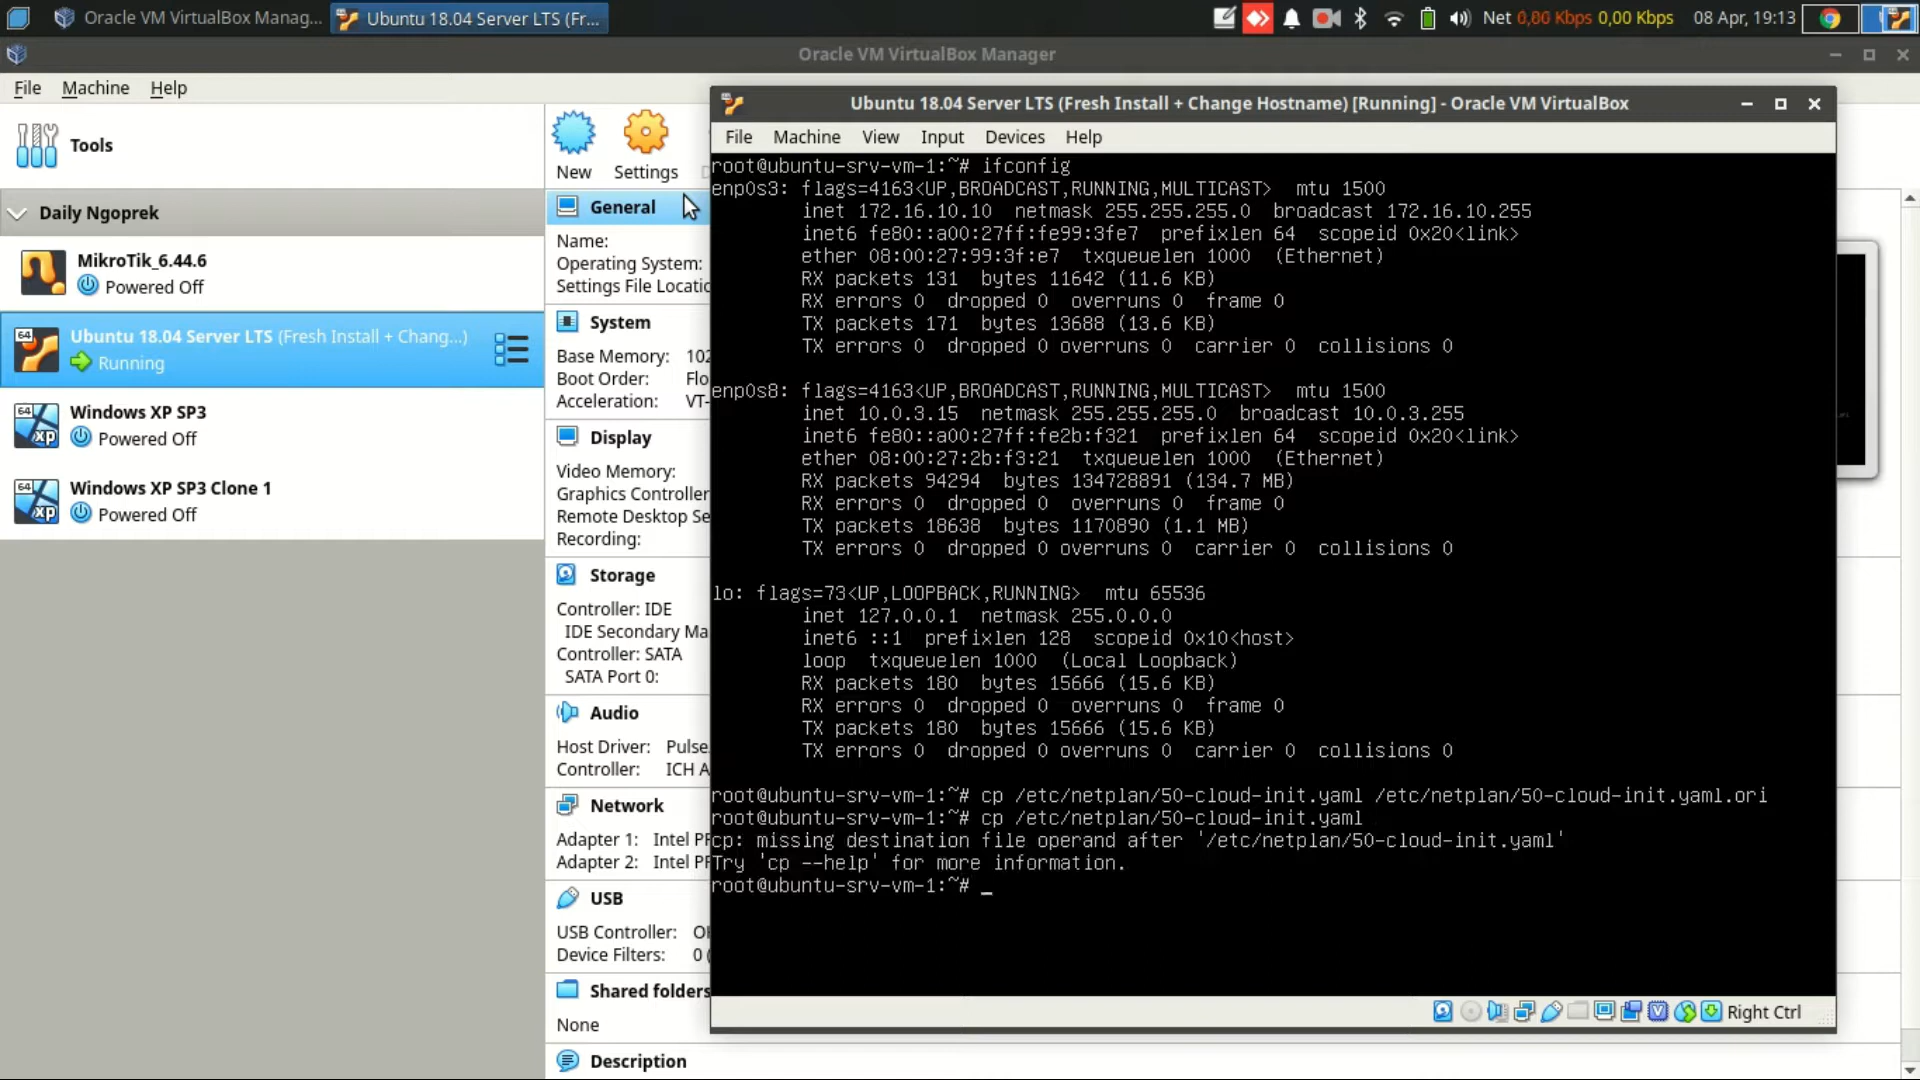 Oracle VM VirtualBox Manag...
Ubuntu 18.04 Server LTS (Fr...
Net 0,86 Kbps 0,00 Kbps
08 Apr, 19:13
Oracle VM VirtualBox Manager
File Machine Help
Tools
Daily Ngoprek
MikroTik_6.44.6
Powered Off
64
Ubuntu 18.04 Server LTS (Fresh Install + Chang...)
Running
64
xp
Windows XP SP3
Powered Off
64
xp
Windows XP SP3 Clone 1
Powered Off
New Settings
General
Name:
Operating System:
Settings File Locatio
System
Base Memory: 102
Boot Order: Flo
Acceleration: VT-
Display
Video Memory:
Graphics Controller
Remote Desktop Se
Recording:
Storage
Controller: IDE
IDE Secondary Ma
Controller: SATA
SATA Port 0:
Audio
Host Driver: Pulse
Controller: ICH A
Network
Adapter 1: Intel PR
Adapter 2: Intel PR
USB
USB Controller: OH
Device Filters: 0 (
Shared folders
None
Description
Ubuntu 18.04 Server LTS (Fresh Install + Change Hostname) [Running] - Oracle VM VirtualBox
File Machine View Input Devices Help
root@ubuntu-srv-vm-1:~# ifconfig
enp0s3: flags=4163<UP,BROADCAST,RUNNING,MULTICAST> mtu 1500
inet 172.16.10.10 netmask 255.255.255.0 broadcast 172.16.10.255
inet6 fe80::a00:27ff:fe99:3fe7 prefixlen 64 scopeid 0x20<link>
ether 08:00:27:99:3f:e7 txqueuelen 1000 (Ethernet)
RX packets 131 bytes 11642 (11.6 KB)
RX errors 0 dropped 0 overruns 0 frame 0
TX packets 171 bytes 13688 (13.6 KB)
TX errors 0 dropped 0 overruns 0 carrier 0 collisions 0
enp0s8: flags=4163<UP,BROADCAST,RUNNING,MULTICAST> mtu 1500
inet 10.0.3.15 netmask 255.255.255.0 broadcast 10.0.3.255
inet6 fe80::a00:27ff:fe2b:f321 prefixlen 64 scopeid 0x20<link>
ether 08:00:27:2b:f3:21 txqueuelen 1000 (Ethernet)
RX packets 94294 bytes 134728891 (134.7 MB)
RX errors 0 dropped 0 overruns 0 frame 0
TX packets 18638 bytes 1170890 (1.1 MB)
TX errors 0 dropped 0 overruns 0 carrier 0 collisions 0
lo: flags=73<UP,LOOPBACK,RUNNING> mtu 65536
inet 127.0.0.1 netmask 255.0.0.0
inet6 ::1 prefixlen 128 scopeid 0x10<host>
loop txqueuelen 1000 (Local Loopback)
RX packets 180 bytes 15666 (15.6 KB)
RX errors 0 dropped 0 overruns 0 frame 0
TX packets 180 bytes 15666 (15.6 KB)
TX errors 0 dropped 0 overruns 0 carrier 0 collisions 0
root@ubuntu-srv-vm-1:~# cp /etc/netplan/50-cloud-init.yaml /etc/netplan/50-cloud-init.yaml.ori
root@ubuntu-srv-vm-1:~# cp /etc/netplan/50-cloud-init.yaml
cp: missing destination file operand after '/etc/netplan/50-cloud-init.yaml'
Try 'cp --help' for more information.
root@ubuntu-srv-vm-1:~# _
Right Ctrl